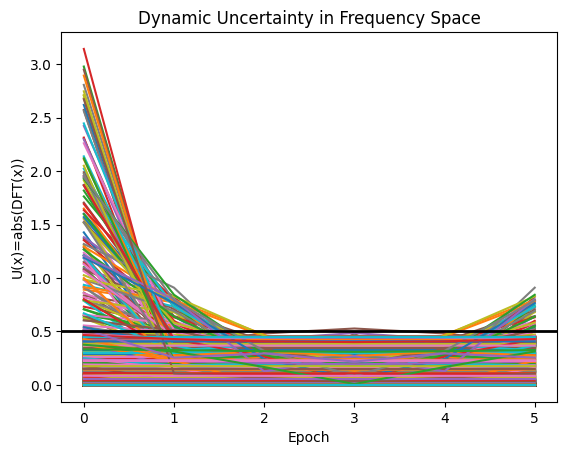 Dynamic Uncertainty in Frequency Space
U(x)=abs(DFT(x))
3.0
2.5
2.0
1.5
1.0
0.5
0.0
0 1 2 3 4 5
Epoch